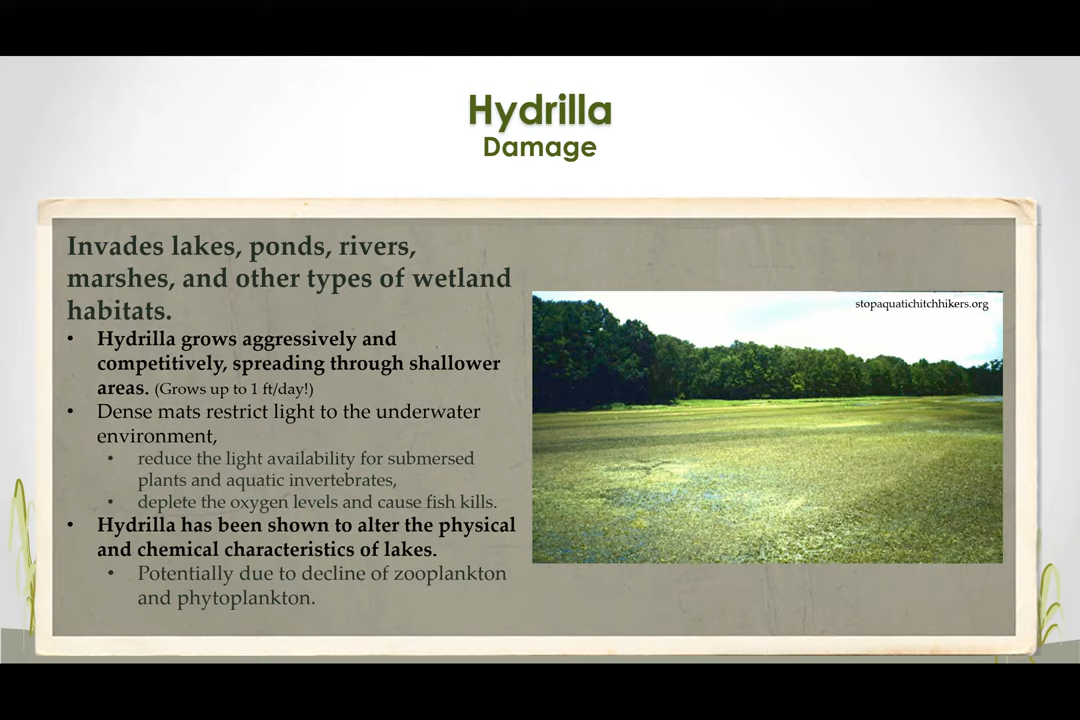 Hydrilla
Damage
Invades lakes, ponds, rivers,
marshes, and other types of wetland
habitats.
• Hydrilla grows aggressively and
competitively, spreading through shallower
areas. (Grows up to 1 ft/day!)
• Dense mats restrict light to the underwater
environment,
• reduce the light availability for submersed
plants and aquatic invertebrates,
• deplete the oxygen levels and cause fish kills.
• Hydrilla has been shown to alter the physical
and chemical characteristics of lakes.
• Potentially due to decline of zooplankton
and phytoplankton.
stopaquatichitchhikers.org